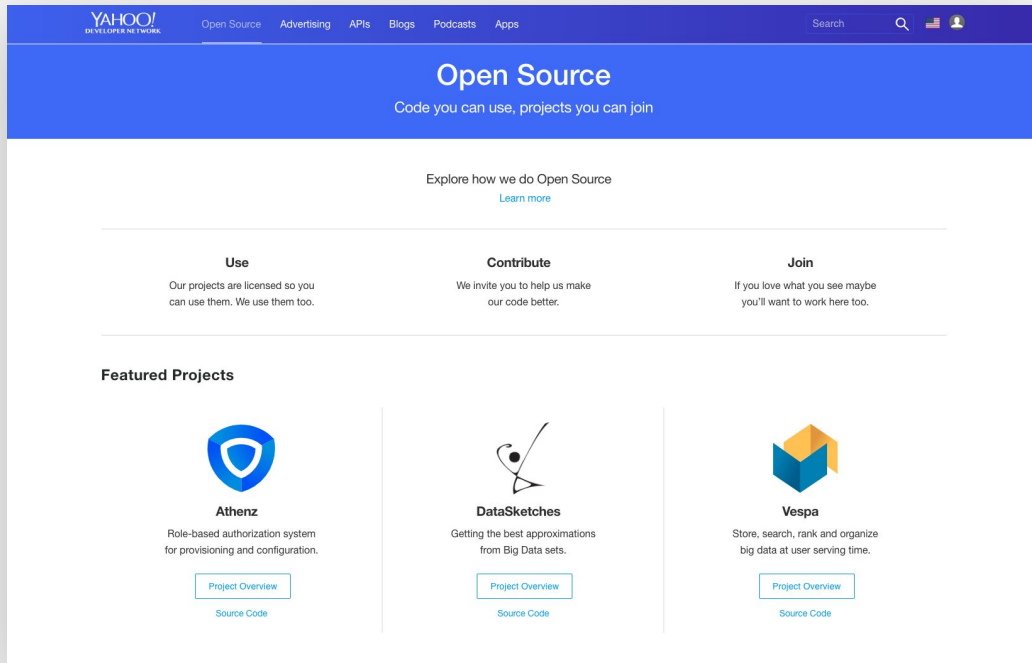 YAHOO!
DEVELOPER NETWORK
Open Source Advertising APIs Blogs Podcasts Apps Search
Open Source
Code you can use, projects you can join
Explore how we do Open Source
Learn more
Use
Our projects are licensed so you
can use them. We use them too.
Contribute
We invite you to help us make
our code better.
Join
If you love what you see maybe
you'll want to work here too.
Featured Projects
Athenz
Role-based authorization system
for provisioning and configuration.
Project Overview
Source Code
DataSketches
Getting the best approximations
from Big Data sets.
Project Overview
Source Code
Vespa
Store, search, rank and organize
big data at user serving time.
Project Overview
Source Code